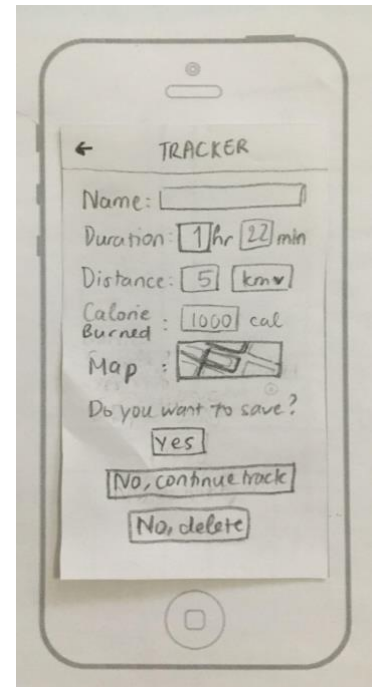 ← TRACKER
Name:
Duration: 1 hr 22 min
Distance: 5 km
Calorie Burned : 1000 cal
Map :
Do you want to save?
Yes
No, continue track
No, delete